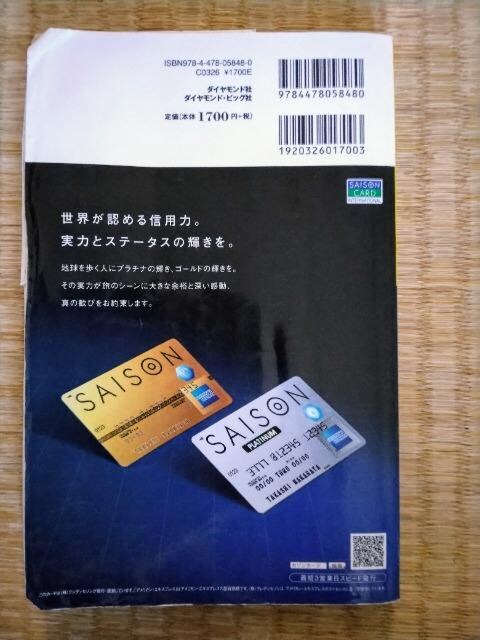 ISBN978-4-478-05848-0
C0326 ¥1700E
ダイヤモンド社
ダイヤモンド・ビッグ社
定価(本体1700円+税)
9784478058480
1920326017003
SAISON
CARD
INTERNATIONAL
世界が認める信用力。
実力とステータスの輝きを。
地球を歩く人にプラチナの輝き、ゴールドの輝きを。
その実力が旅のシーンに大きな余裕と深い感動、
真の歓びをお約束します。
SAISON
SAISON
PLATINUM
00/00 TOMO 00/00
TAKASHI NAKAGATA
最短3営業日スピード発行